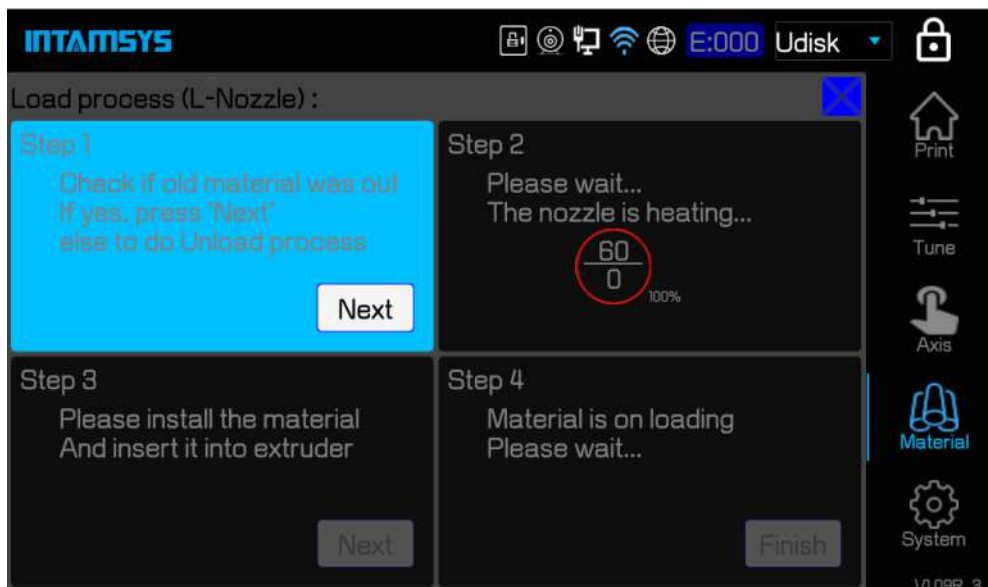 INTAMSYS
E:000 Udisk
Load process (L-Nozzle) :
Step 1
Check if old material was out
If yes, press "Next"
else to do Unload process
Next
Step 2
Please wait...
The nozzle is heating...
60
0
100%
Step 3
Please install the material
And insert it into extruder
Next
Step 4
Material is on loading
Please wait...
Finish
Print
Tune
Axis
Material
System